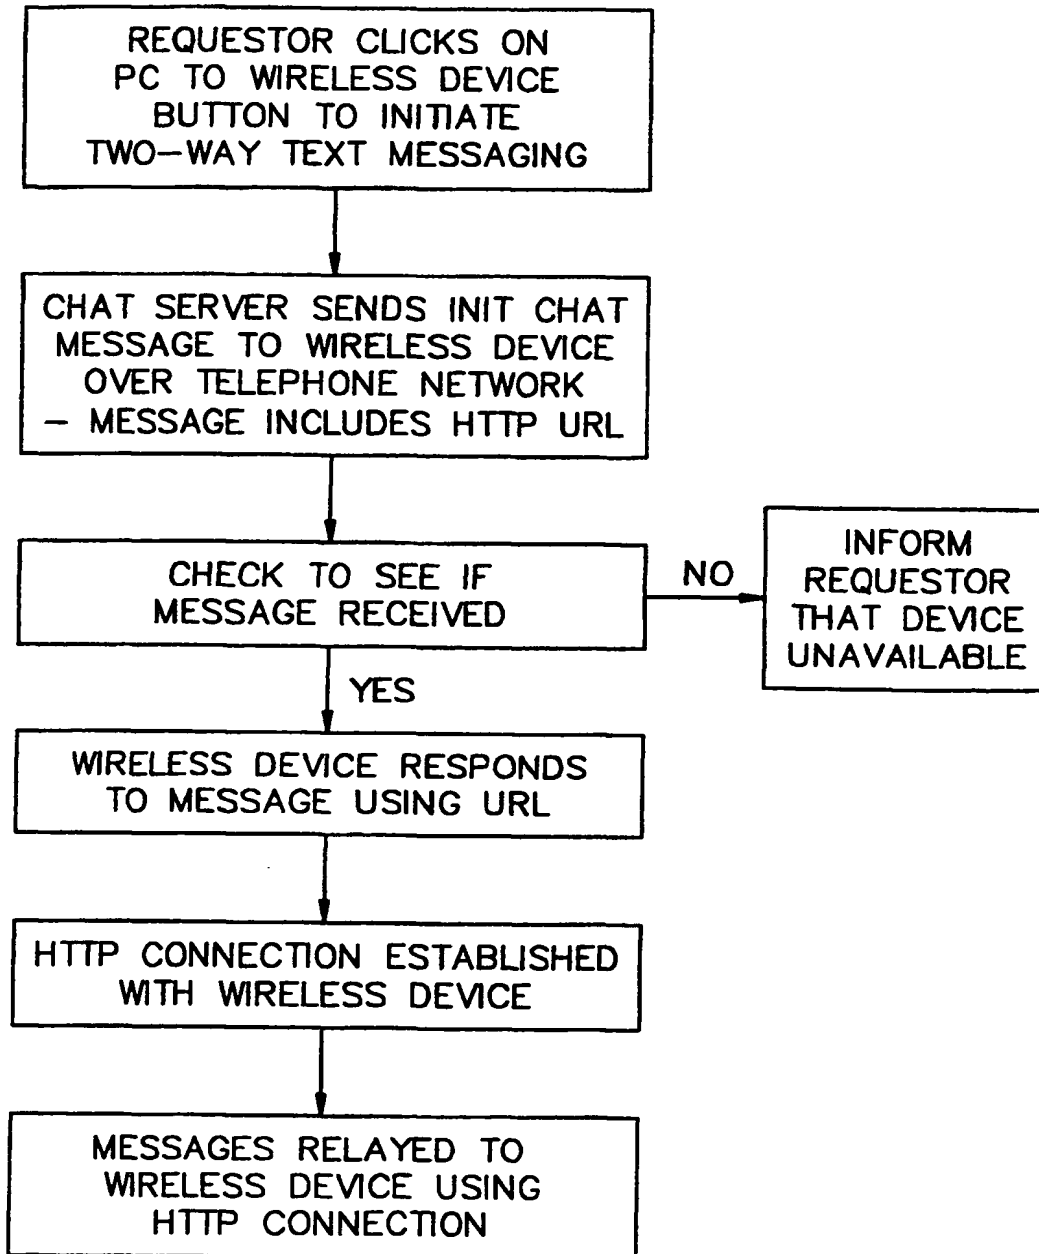 REQUESTOR CLICKS ON
PC TO WIRELESS DEVICE
BUTTON TO INITIATE
TWO-WAY TEXT MESSAGING
CHAT SERVER SENDS INIT CHAT
MESSAGE TO WIRELESS DEVICE
OVER TELEPHONE NETWORK
- MESSAGE INCLUDES HTTP URL
CHECK TO SEE IF
MESSAGE RECEIVED
NO
INFORM
REQUESTOR
THAT DEVICE
UNAVAILABLE
YES
WIRELESS DEVICE RESPONDS
TO MESSAGE USING URL
HTTP CONNECTION ESTABLISHED
WITH WIRELESS DEVICE
MESSAGES RELAYED TO
WIRELESS DEVICE USING
HTTP CONNECTION